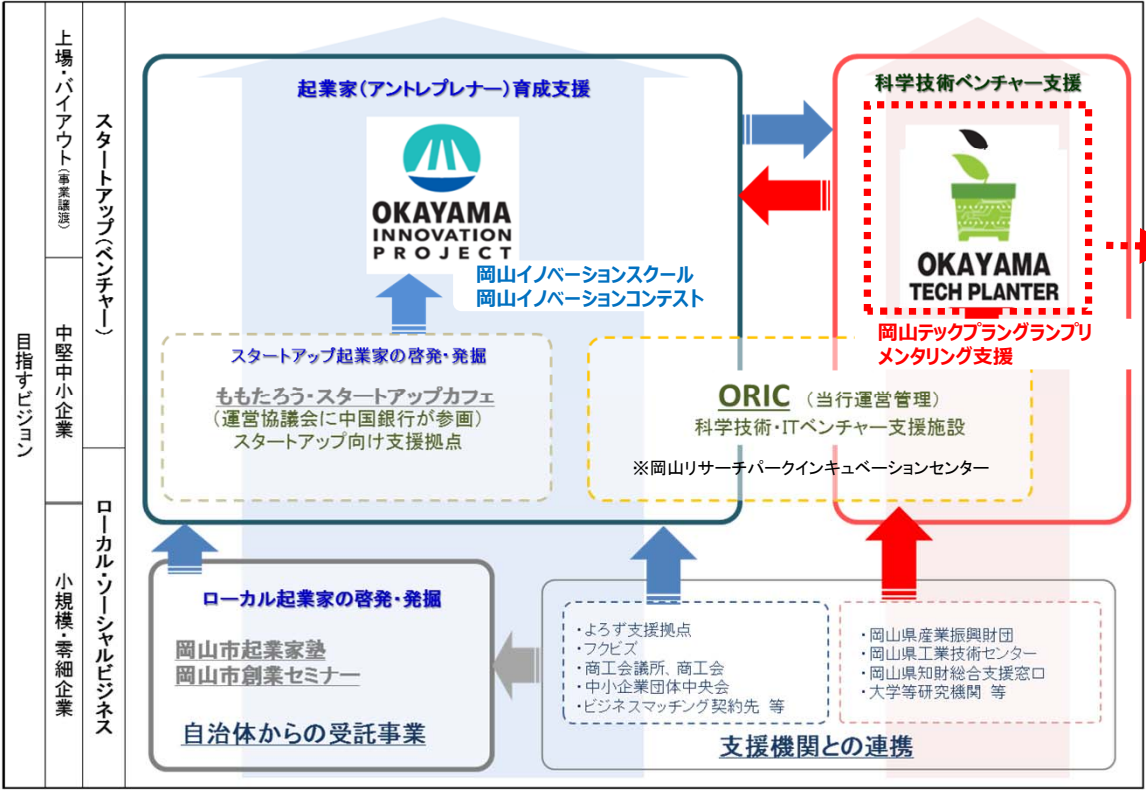 目指すビジョン
上場・バイアウト(事業譲渡)
中堅中小企業
小規模・零細企業
スタートアップ(ベンチャー)
ローカル・ソーシャルビジネス
起業家(アントレプレナー)育成支援
OKAYAMA
INNOVATION
PROJECT
岡山イノベーションスクール
岡山イノベーションコンテスト
科学技術ベンチャー支援
OKAYAMA
TECH PLANTER
岡山テックプラングランプリ
メンタリング支援
スタートアップ起業家の啓発・発掘
ももたろう・スタートアップカフェ
(運営協議会に中国銀行が参画)
スタートアップ向け支援拠点
ORIC (当行運営管理)
科学技術・ITベンチャー支援施設
※岡山リサーチパークインキュベーションセンター
ローカル起業家の啓発・発掘
岡山市起業家塾
岡山市創業セミナー
自治体からの受託事業
・よろず支援拠点
・フクビズ
・商工会議所、商工会
・中小企業団体中央会
・ビジネスマッチング契約先 等
・岡山県産業振興財団
・岡山県工業技術センター
・岡山県知財総合支援窓口
・大学等研究機関 等
支援機関との連携